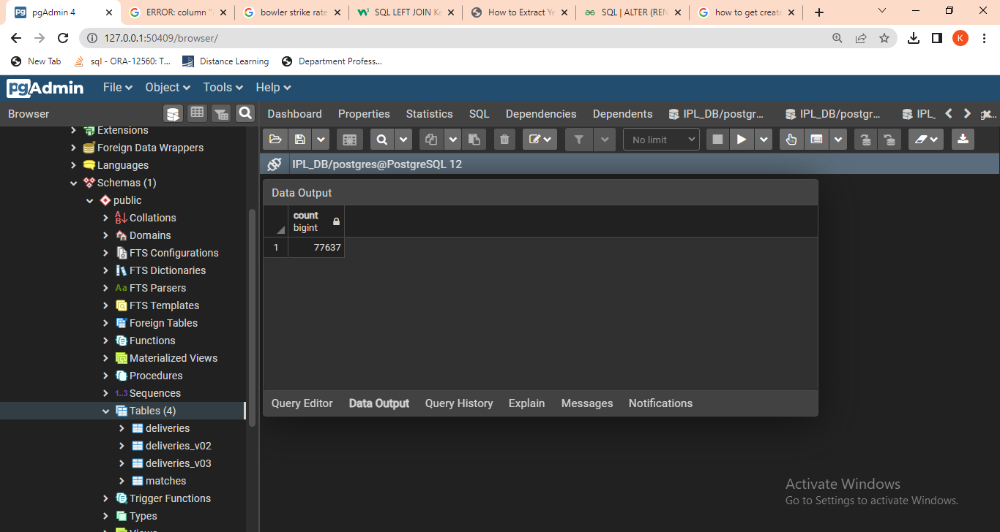 pgAdmin 4
ERROR: column "
bowler strike rate
SQL LEFT JOIN Ke
How to Extract Ye
SQL | ALTER (REN
how to get create
127.0.0.1:50409/browser/
K
New Tab
sql - ORA-12560: T...
Distance Learning
Department Profess...
pgAdmin
File
Object
Tools
Help
Browser
Dashboard
Properties
Statistics
SQL
Dependencies
Dependents
IPL_DB/postgr...
IPL_DB/postgr...
IPL_
No limit
IPL_DB/postgres@PostgreSQL 12
Extensions
Foreign Data Wrappers
Languages
Schemas (1)
public
Collations
Domains
FTS Configurations
FTS Dictionaries
Aa FTS Parsers
FTS Templates
Foreign Tables
Functions
Materialized Views
Procedures
1..3 Sequences
Tables (4)
deliveries
deliveries_v02
deliveries_v03
matches
Trigger Functions
Types
Data Output
count
bigint
1 77637
Query Editor
Data Output
Query History
Explain
Messages
Notifications
Activate Windows
Go to Settings to activate Windows.